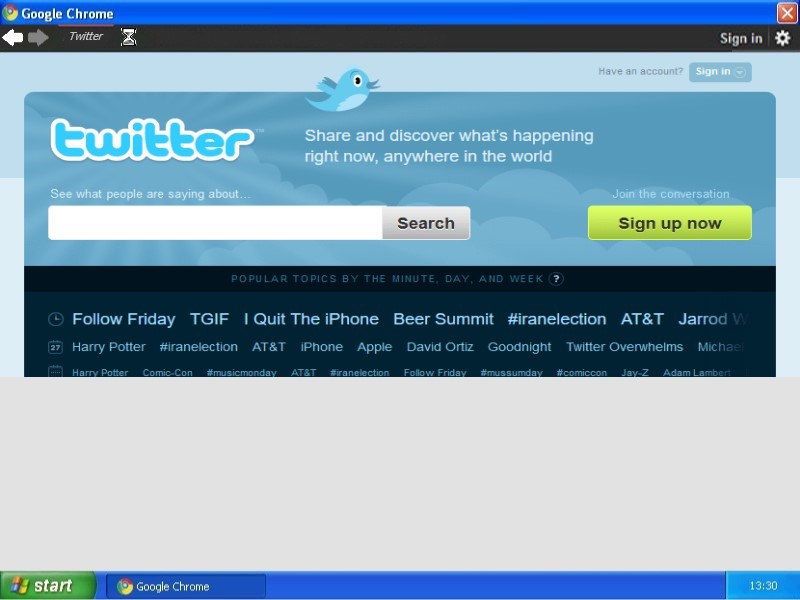 Google Chrome
Twitter
Sign in
Have an account? Sign in
twitter™
Share and discover what's happening
right now, anywhere in the world
See what people are saying about...
Join the conversation
Search
Sign up now
POPULAR TOPICS BY THE MINUTE, DAY, AND WEEK ?
Follow Friday TGIF I Quit The iPhone Beer Summit #iranelection AT&T Jarrod W
27 Harry Potter #iranelection AT&T iPhone Apple David Ortiz Goodnight Twitter Overwhelms Michae
Harry Potter Comic-Con #musicmonday AT&T #iranelection Follow Friday #mussumday #comiccon Jay-Z Adam Lambert
start
Google Chrome
13:30